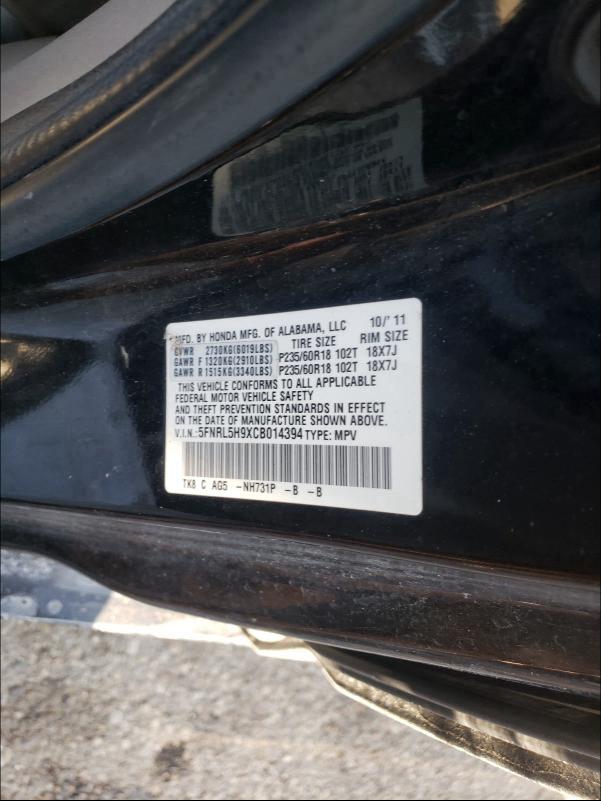 MFD. BY HONDA MFG. OF ALABAMA, LLC 10/'11
TIRE SIZE RIM SIZE
GVWR 2730KG(6019LBS)
GAWR F 1320KG(2910LBS) P235/60R18 102T 18X7J
GAWR R 1515KG(3340LBS) P235/60R18 102T 18X7J
THIS VEHICLE CONFORMS TO ALL APPLICABLE
FEDERAL MOTOR VEHICLE SAFETY
AND THEFT PREVENTION STANDARDS IN EFFECT
ON THE DATE OF MANUFACTURE SHOWN ABOVE.
V.I.N:5FNRL5H9XCB014394 TYPE: MPV
TK8 C AG5 -NH731P -B -B